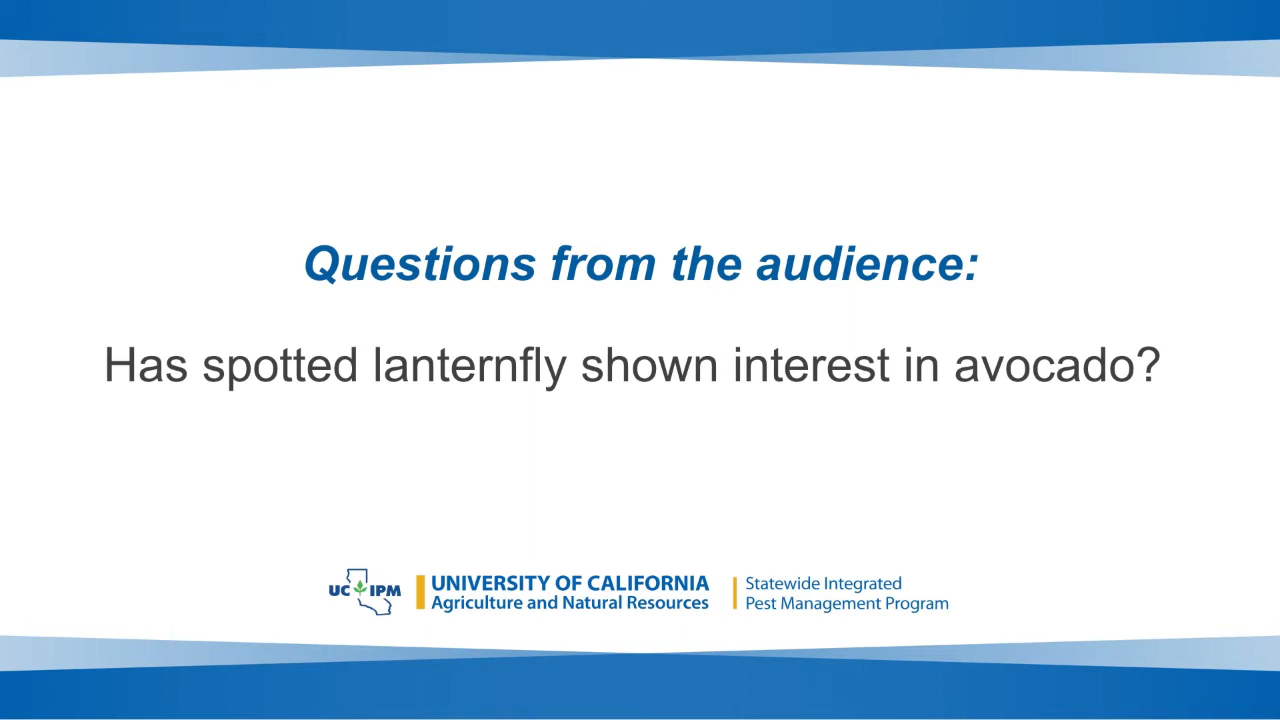 Questions from the audience:
Has spotted lanternfly shown interest in avocado?
UC IPM
UNIVERSITY OF CALIFORNIA
Agriculture and Natural Resources
Statewide Integrated
Pest Management Program